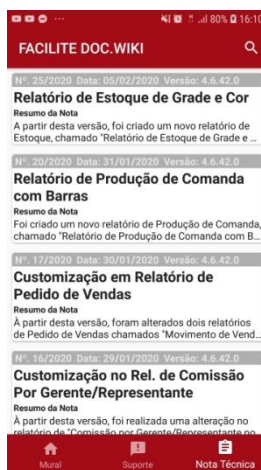 80% 16:10
FACILITE DOC.WIKI
Nº. 25/2020 Data: 05/02/2020 Versão: 4.6.42.0
Relatório de Estoque de Grade e Cor
Resumo da Nota
A partir desta versão, foi criado um novo relatório de
Estoque, chamado "Relatório de Estoque de Grade e ...
Nº. 20/2020 Data: 31/01/2020 Versão: 4.6.42.0
Relatório de Produção de Comanda
com Barras
Resumo da Nota
Foi criado um novo relatório de Produção de Comanda,
chamado "Relatório de Produção de Comanda com B...
Nº. 17/2020 Data: 30/01/2020 Versão: 4.6.42.0
Customização em Relatório de
Pedido de Vendas
Resumo da Nota
À partir desta versão, foram alterados dois relatórios
de Pedido de Vendas chamados "Movimento de Vend...
Nº. 16/2020 Data: 29/01/2020 Versão: 4.6.42.0
Customização no Rel. de Comissão
Por Gerente/Representante
Resumo da Nota
À partir desta versão, foi realizada uma alteração no
relatório de "Comissão por Gerente/Representante no
Mural Suporte Nota Técnica